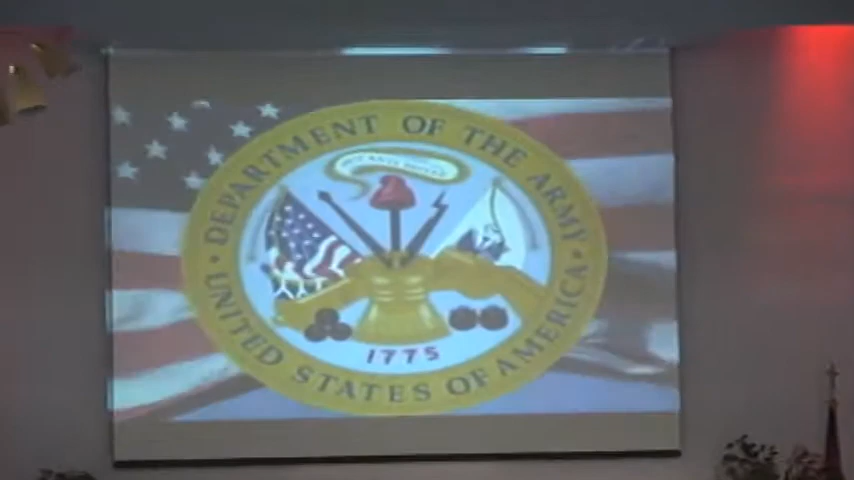 DEPARTMENT OF THE ARMY
1775
UNITED STATES OF AMERICA